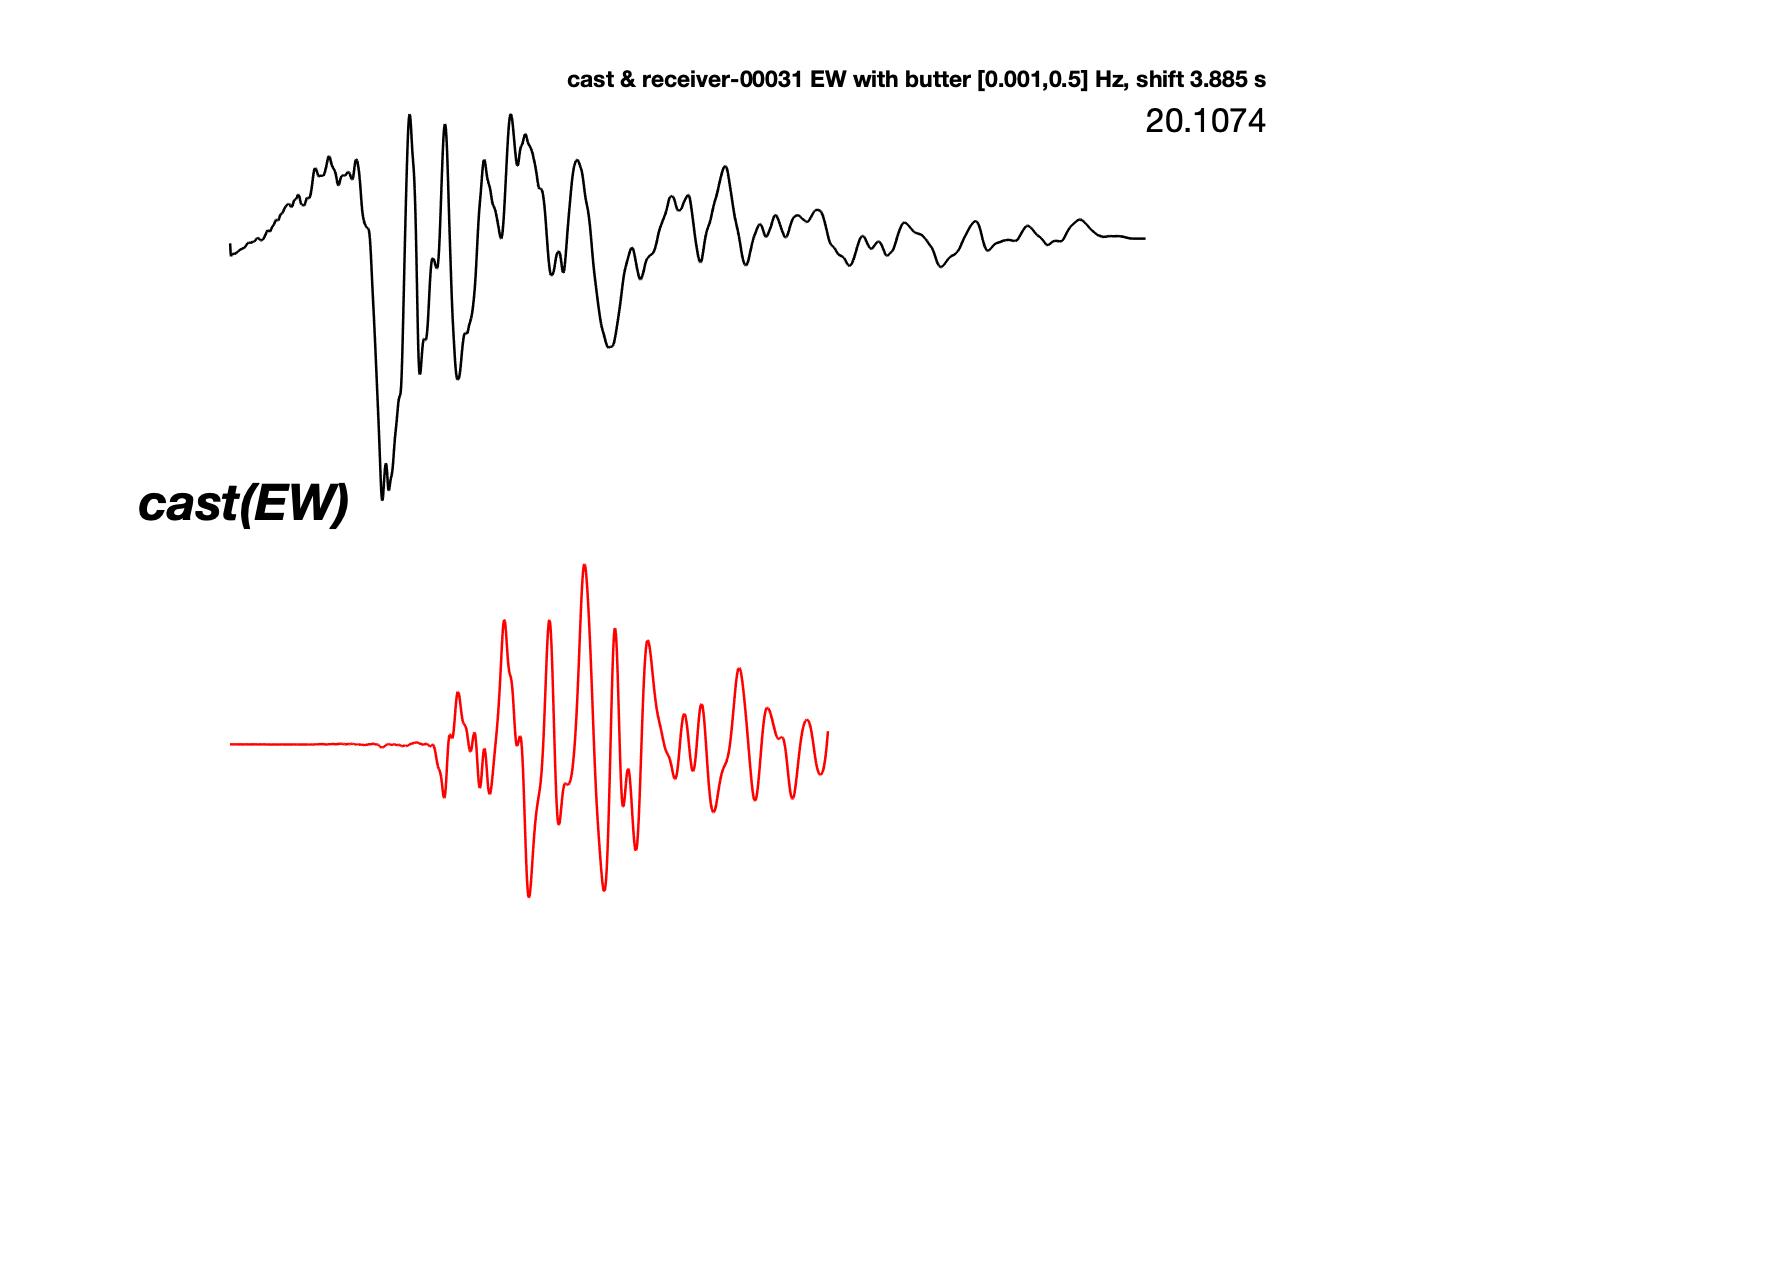 cast & receiver-00031 EW with butter [0.001,0.5] Hz, shift 3.885 s
20.1074
cast(EW)